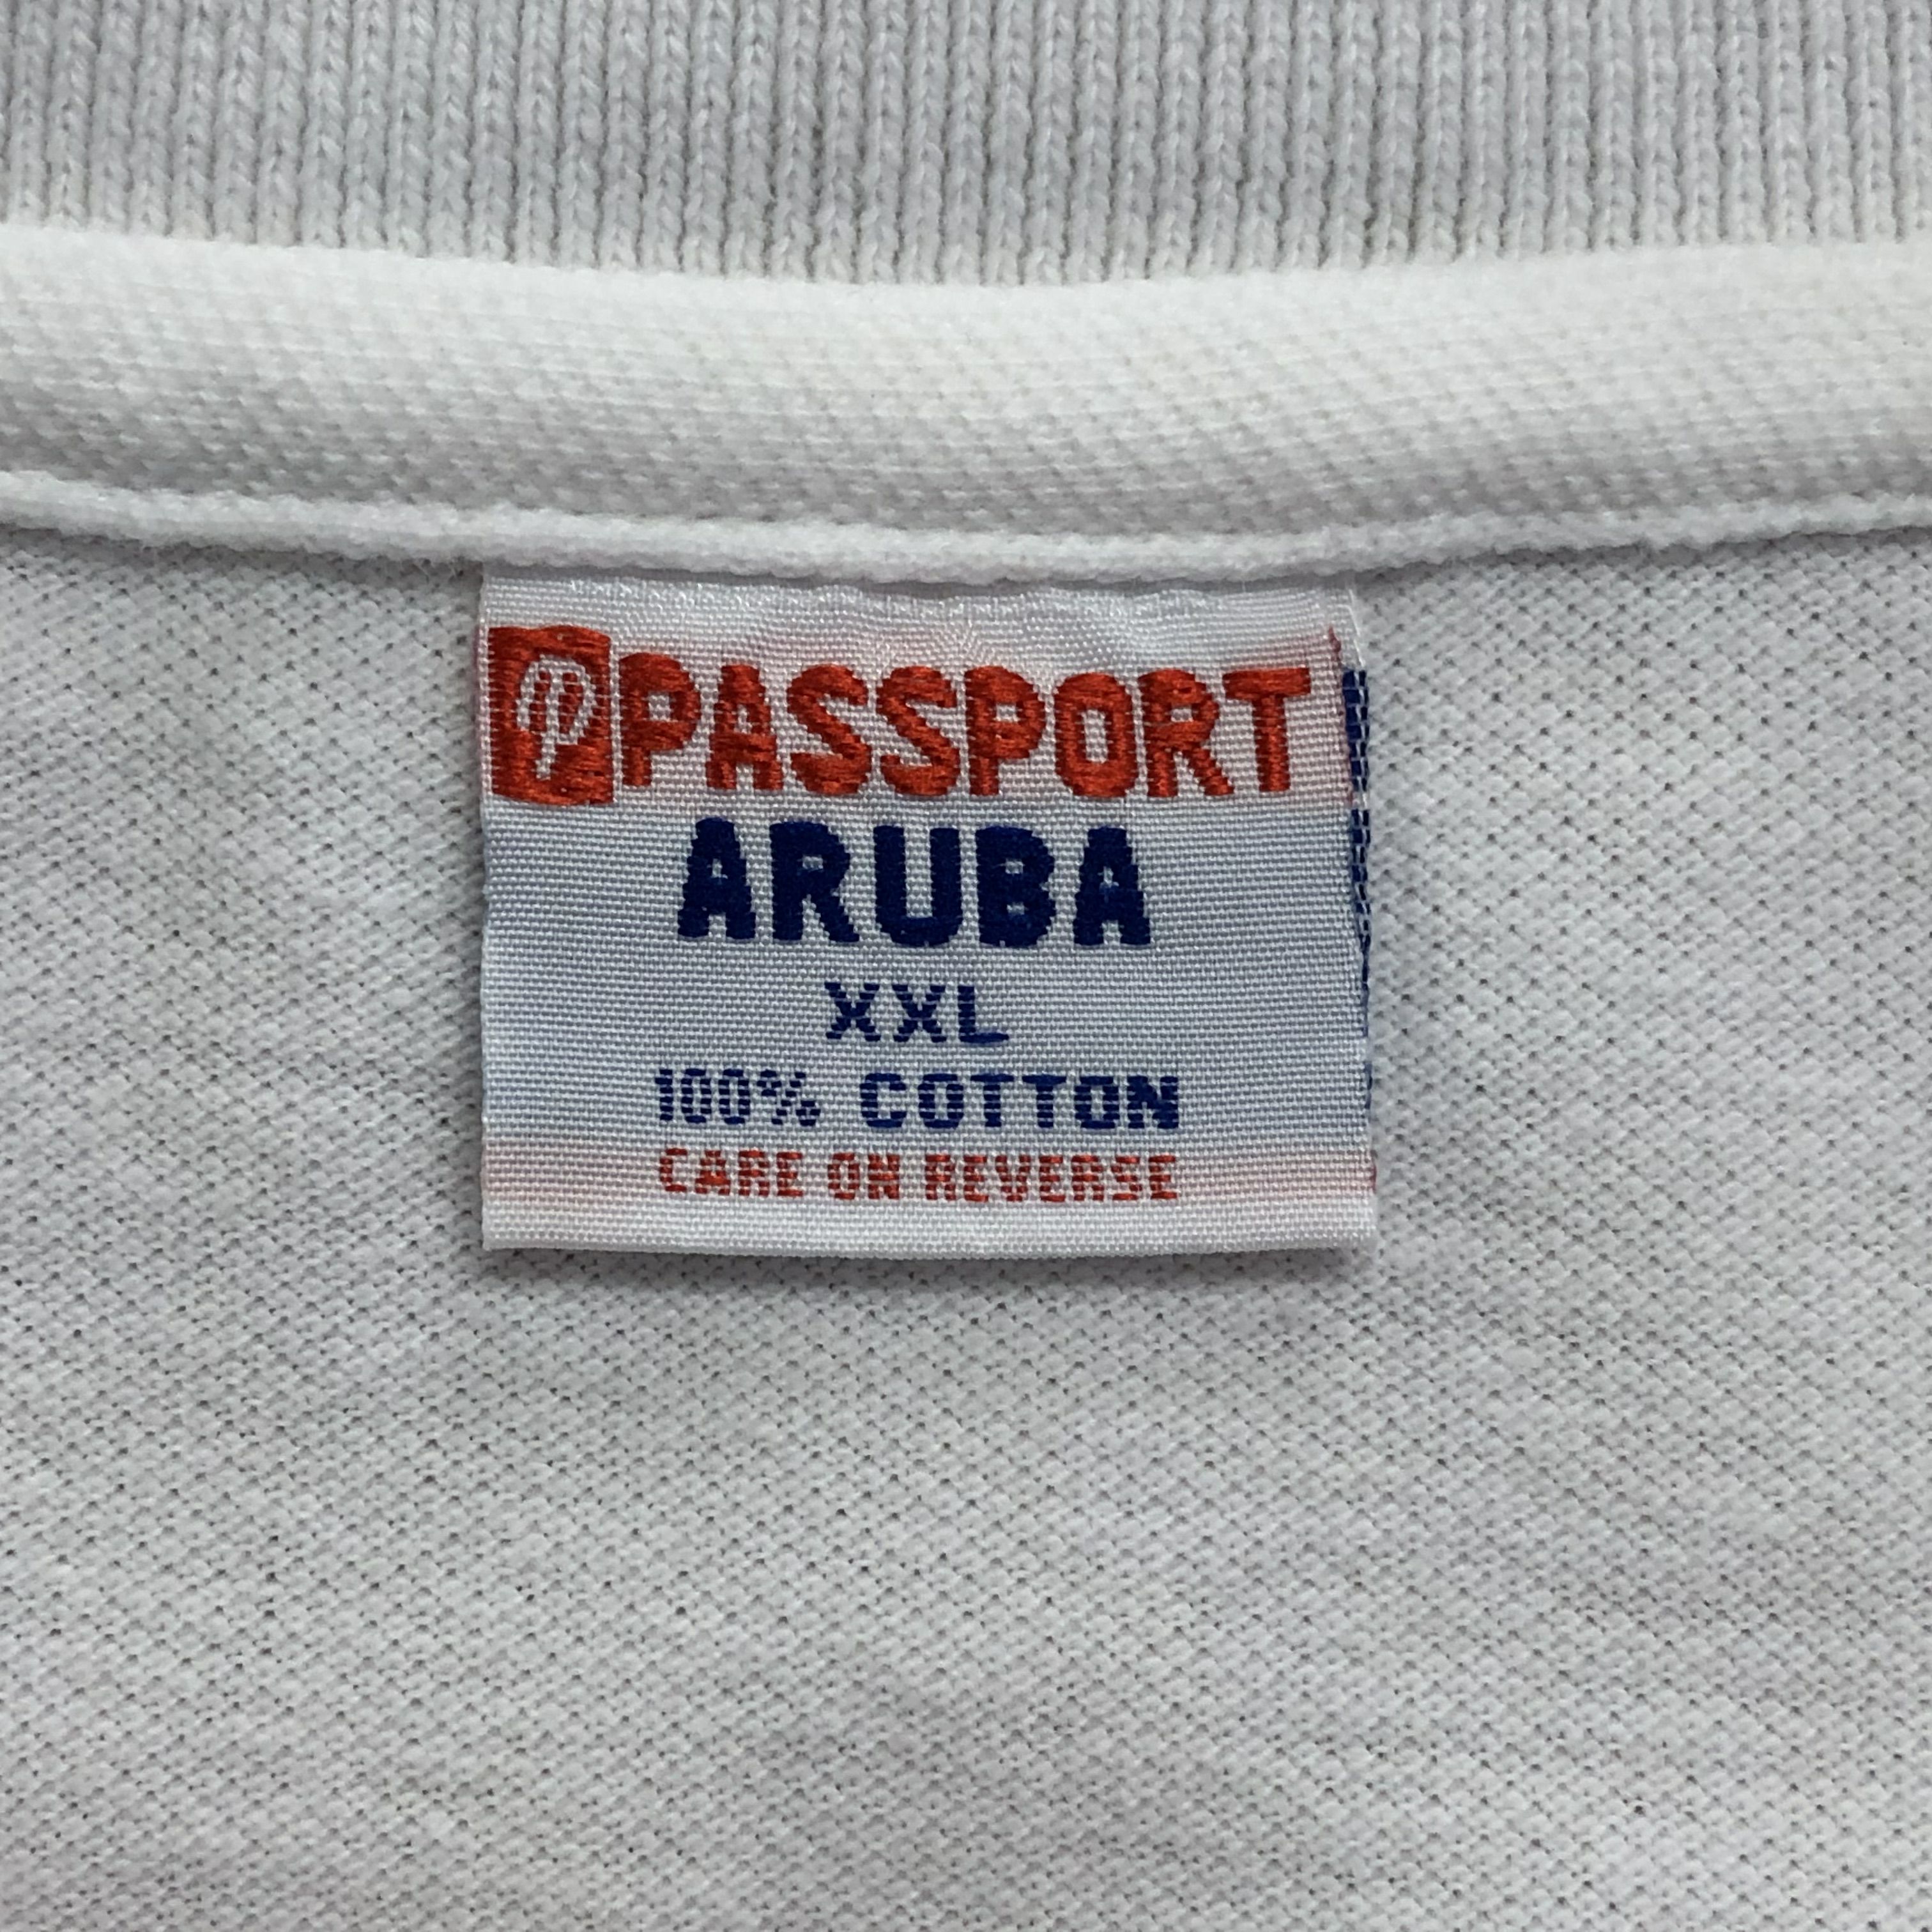 P PASSPORT
ARUBA
XXL
100% COTTON
CARE ON REVERSE